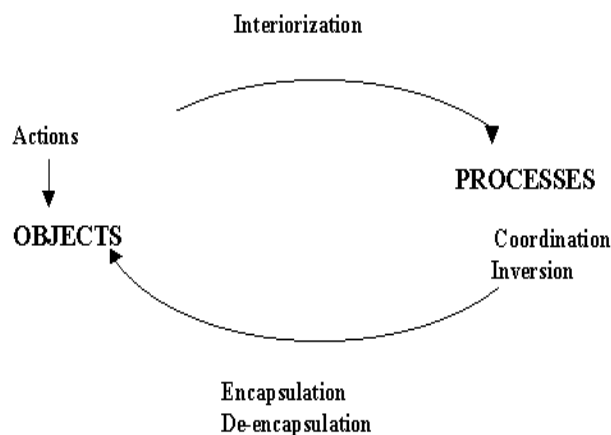 Interiorization
Actions
PROCESSES
OBJECTS
Coordination
Inversion
Encapsulation
De-encapsulation